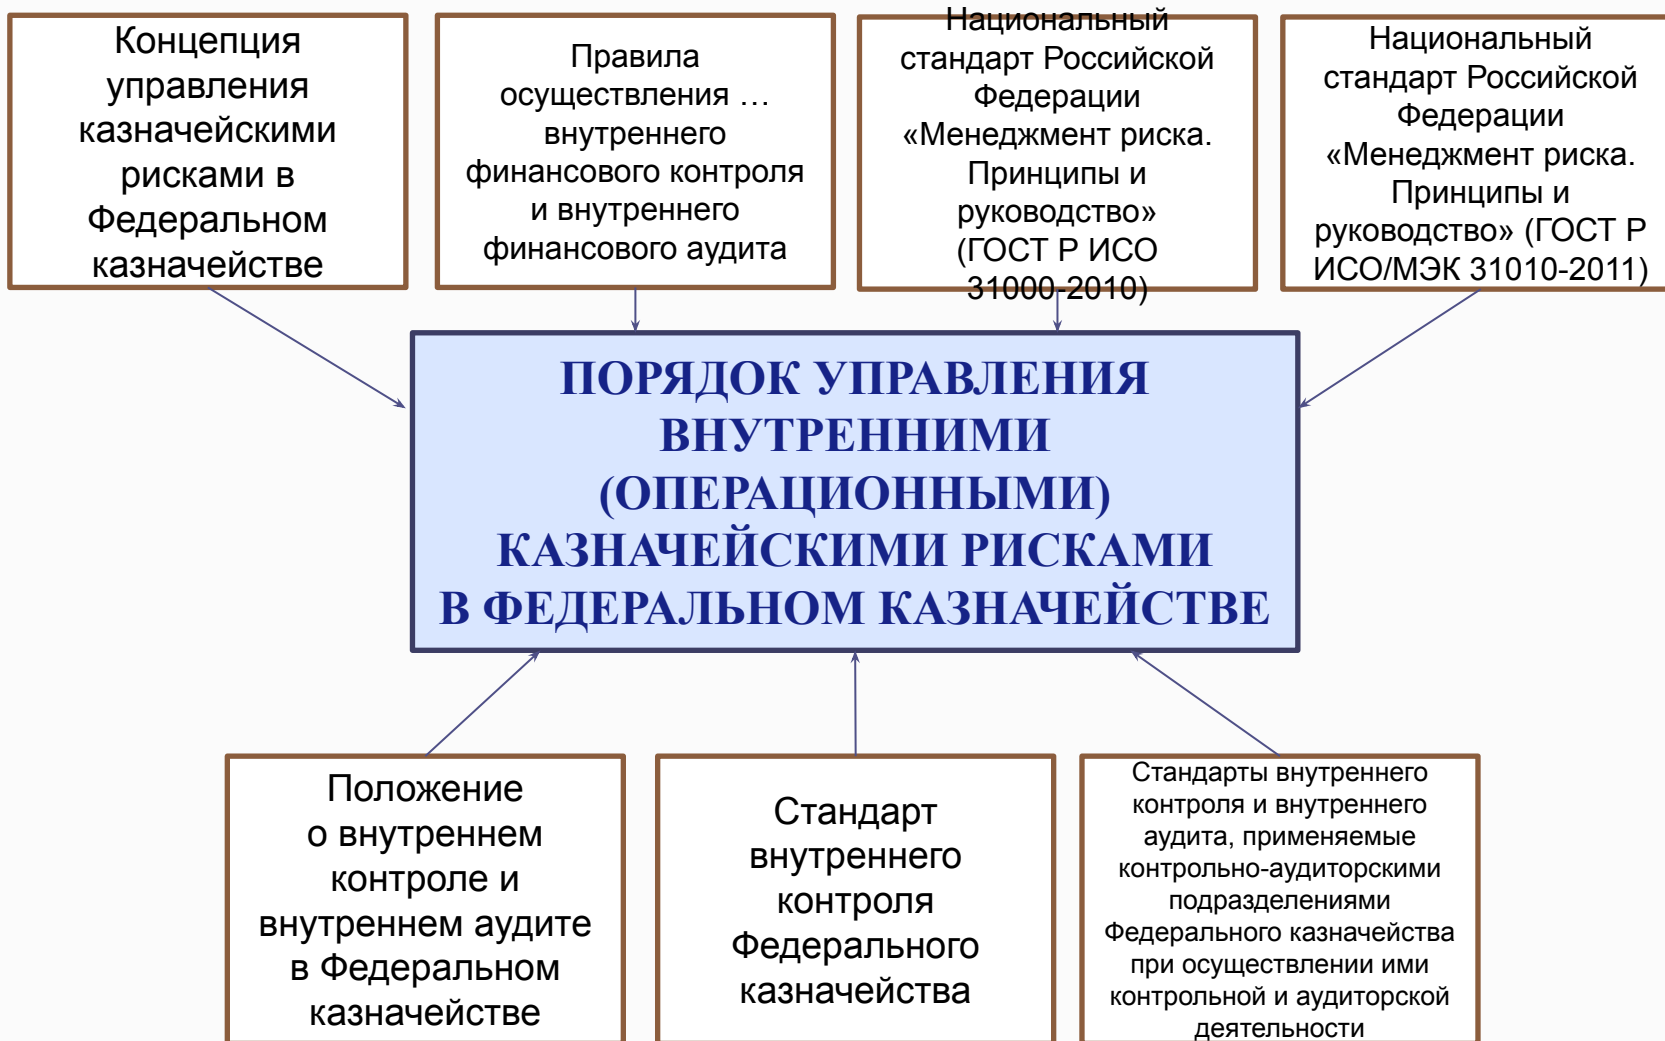 Концепция
управления
казначейскими
рисками в
Федеральном
казначействе
Правила
осуществления …
внутреннего
финансового контроля
и внутреннего
финансового аудита
Национальный
стандарт Российской
Федерации
«Менеджмент риска.
Принципы и
руководство»
(ГОСТ Р ИСО
31000-2010)
Национальный
стандарт Российской
Федерации
«Менеджмент риска.
Принципы и
руководство» (ГОСТ Р
ИСО/МЭК 31010-2011)
ПОРЯДОК УПРАВЛЕНИЯ
ВНУТРЕННИМИ
(ОПЕРАЦИОННЫМИ)
КАЗНАЧЕЙСКИМИ РИСКАМИ
В ФЕДЕРАЛЬНОМ КАЗНАЧЕЙСТВЕ
Положение
о внутреннем
контроле и
внутреннем аудите
в Федеральном
казначействе
Стандарт
внутреннего
контроля
Федерального
казначейства
Стандарты внутреннего
контроля и внутреннего
аудита, применяемые
контрольно-аудиторскими
подразделениями
Федерального казначейства
при осуществлении ими
контрольной и аудиторской
деятельности